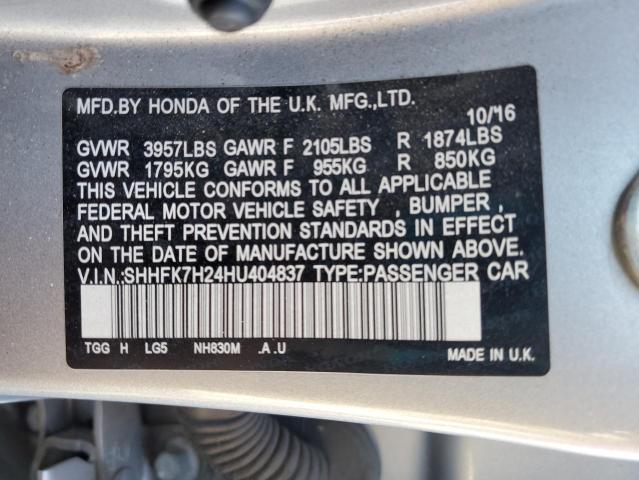 MFD.BY HONDA OF THE U.K. MFG.,LTD.
10/16
GVWR 3957LBS GAWR F 2105LBS R 1874LBS
GVWR 1795KG GAWR F 955KG R 850KG
THIS VEHICLE CONFORMS TO ALL APPLICABLE
FEDERAL MOTOR VEHICLE SAFETY , BUMPER ,
AND THEFT PREVENTION STANDARDS IN EFFECT
ON THE DATE OF MANUFACTURE SHOWN ABOVE.
V.I.N.:SHHFK7H24HU404837 TYPE:PASSENGER CAR
TGG H LG5 NH830M .A .U
MADE IN U.K.